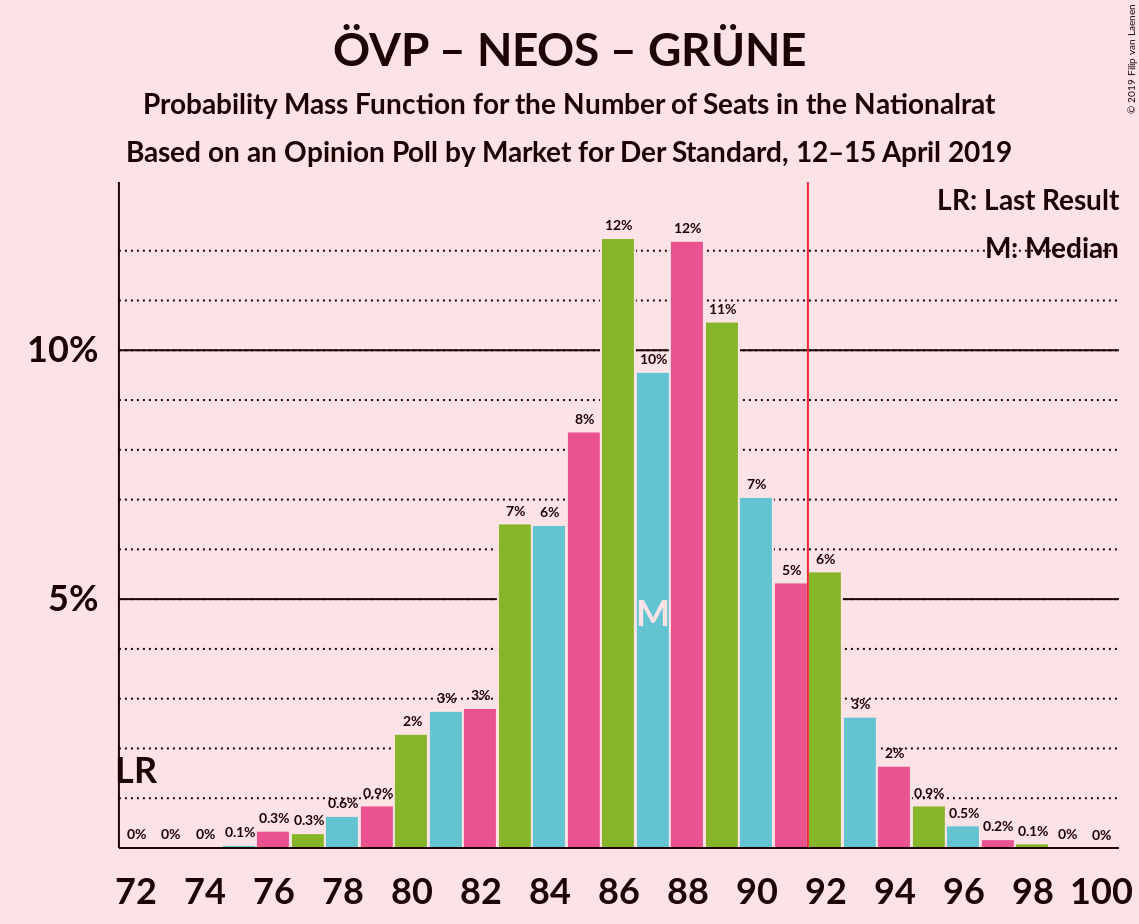 ÖVP – NEOS – GRÜNE
Probability Mass Function for the Number of Seats in the Nationalrat
Based on an Opinion Poll by Market for Der Standard, 12–15 April 2019
© 2019 Filip van Laenen
LR: Last Result
M: Median
10%
5%
LR
M
0% 0% 0% 0.1% 0.3% 0.3% 0.6% 0.9% 2% 3% 3% 7% 6% 8% 12% 10% 12% 11% 7% 5% 6% 3% 2% 0.9% 0.5% 0.2% 0.1% 0% 0%
72 74 76 78 80 82 84 86 88 90 92 94 96 98 100